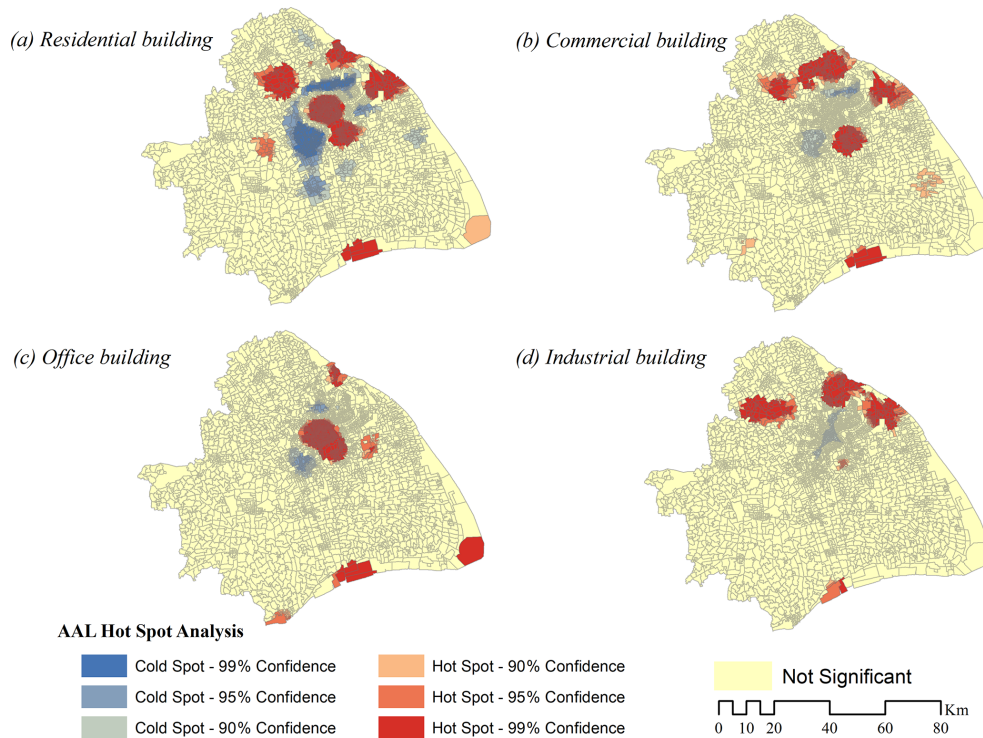 (a) Residential building
(b) Commercial building
(c) Office building
(d) Industrial building
AAL Hot Spot Analysis
Cold Spot - 99% Confidence
Cold Spot - 95% Confidence
Cold Spot - 90% Confidence
Hot Spot - 90% Confidence
Hot Spot - 95% Confidence
Hot Spot - 99% Confidence
Not Significant
Km
0 10 20 40 60 80